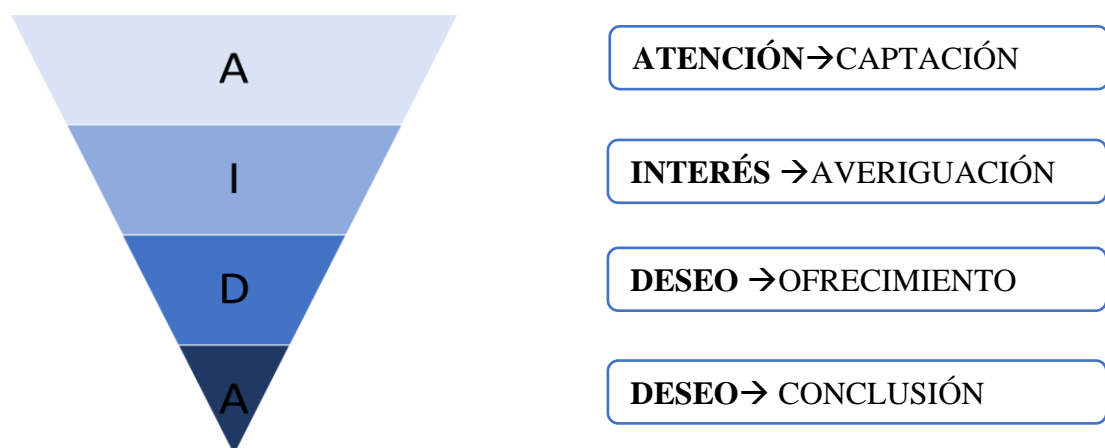 A
ATENCIÓN→CAPTACIÓN
I
INTERÉS →AVERIGUACIÓN
D
DESEO →OFRECIMIENTO
A
DESEO→ CONCLUSIÓN